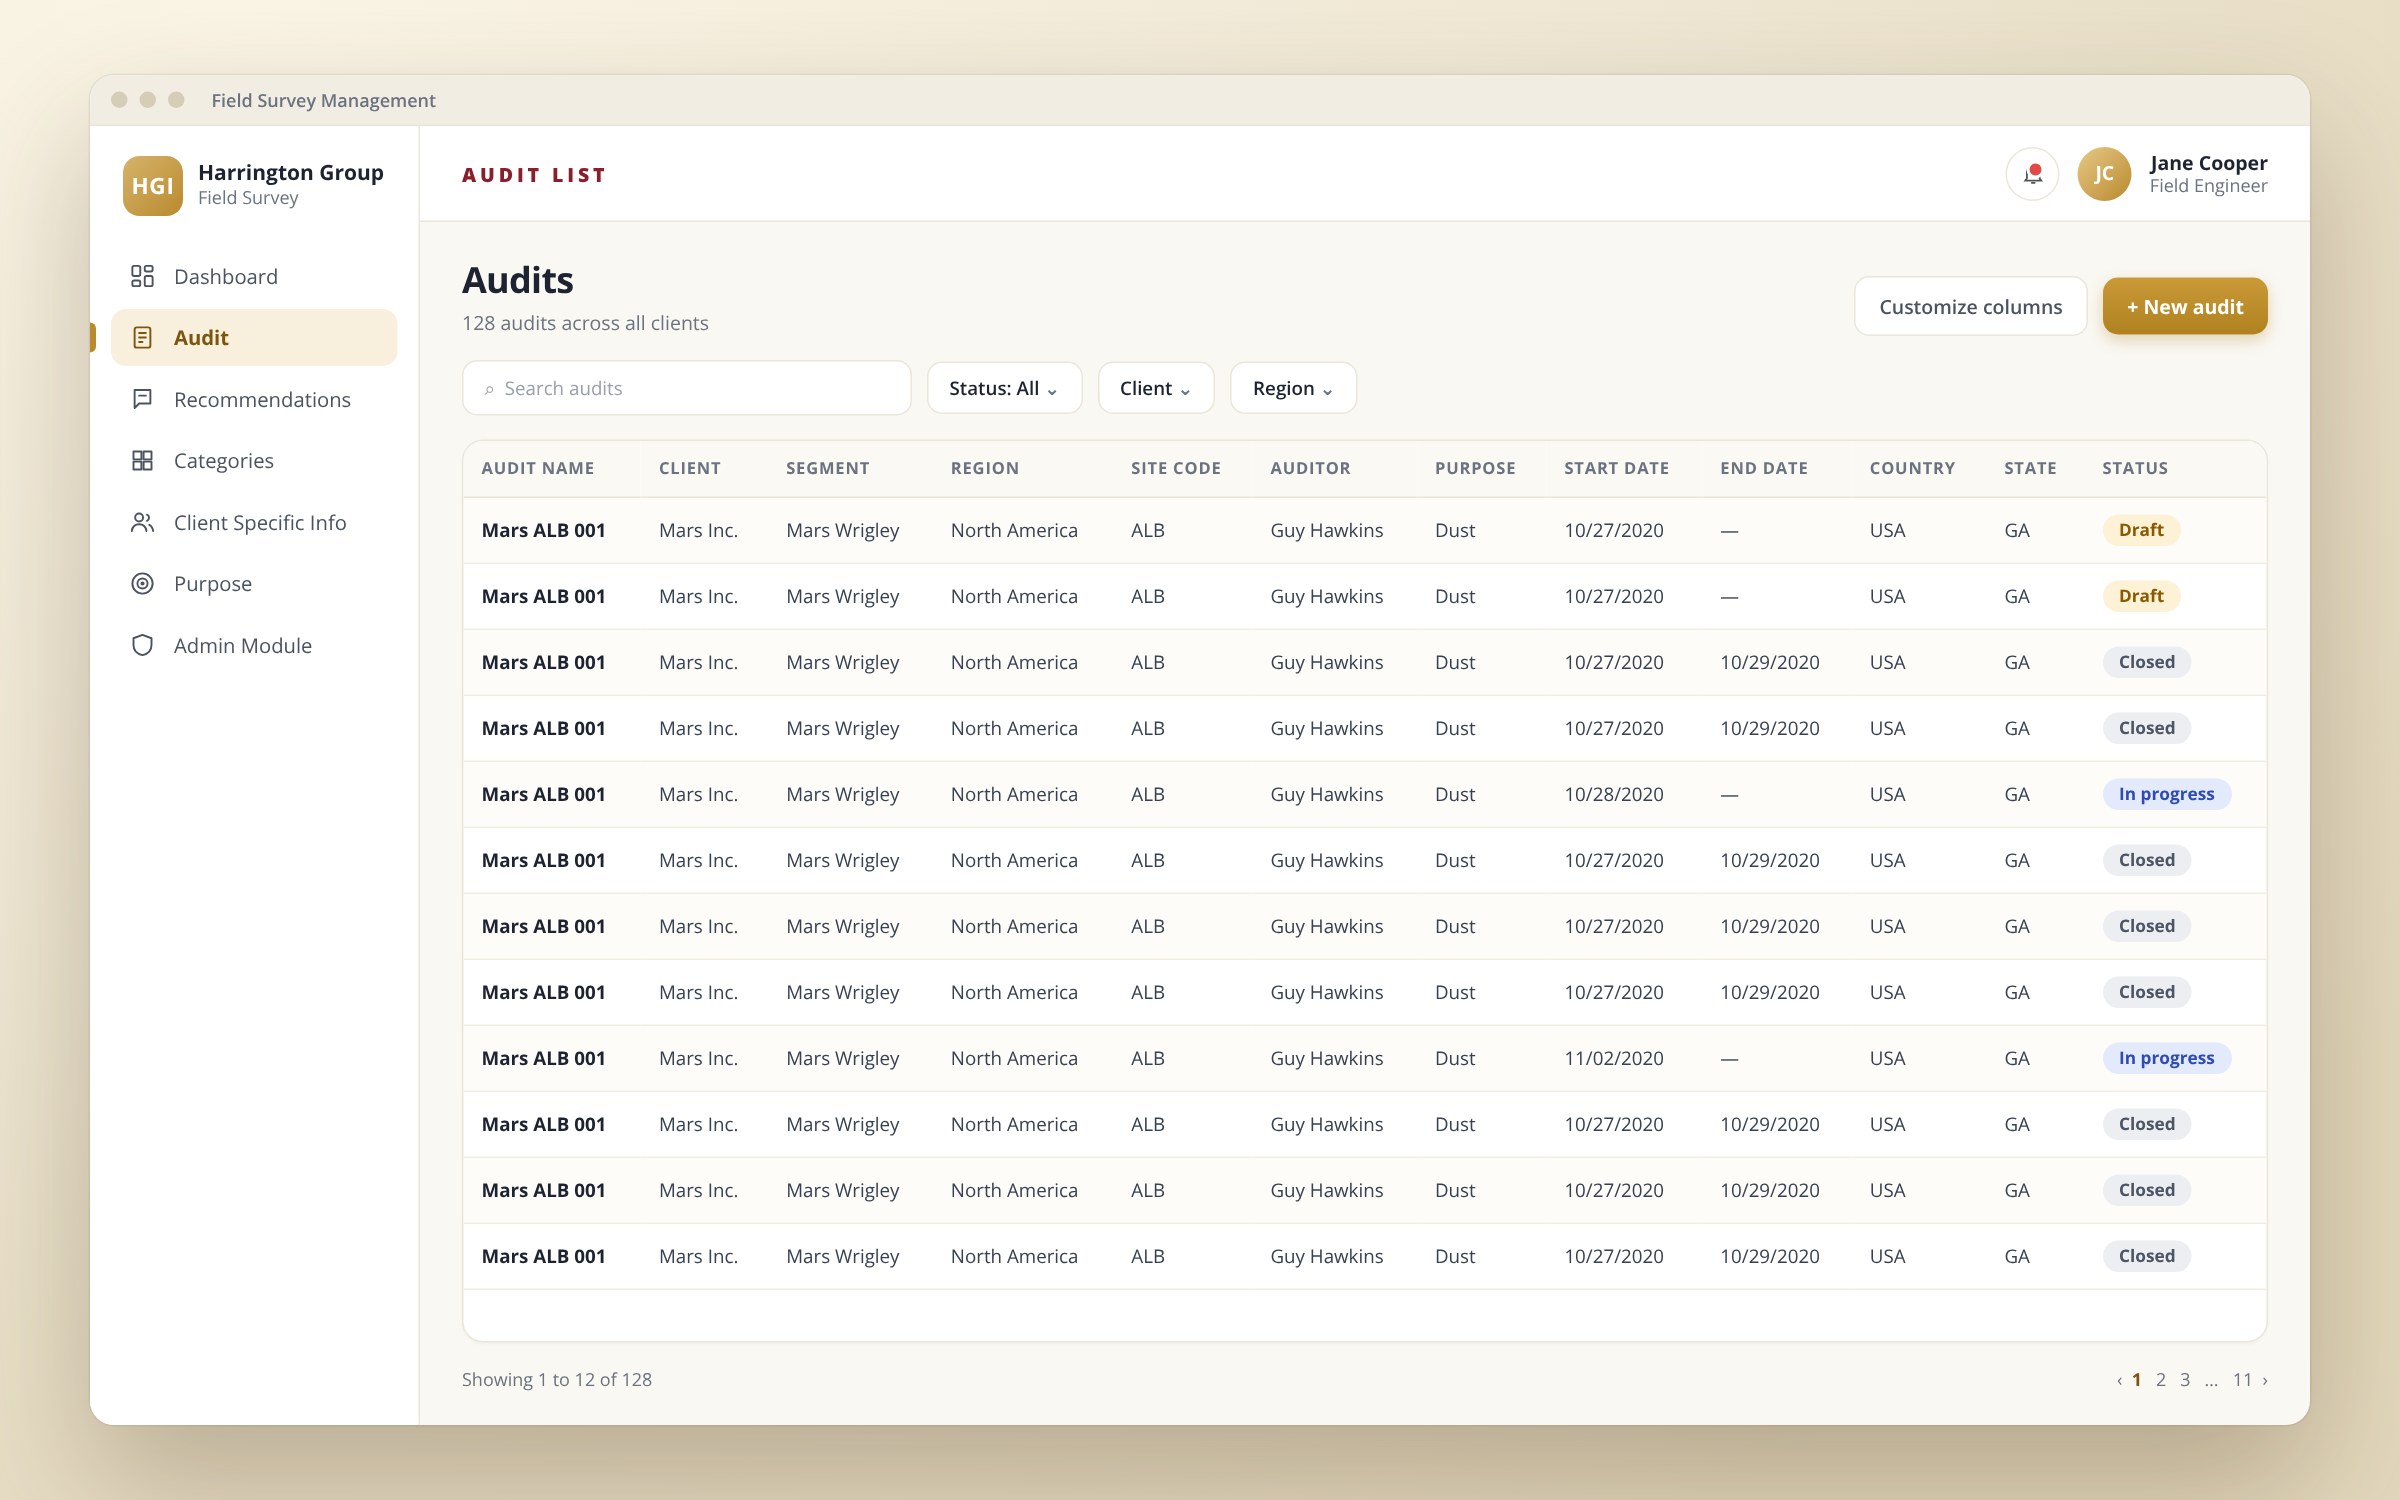 Field Survey Management
HGI
Harrington Group
Field Survey
Dashboard
Audit
Recommendations
Categories
Client Specific Info
Purpose
Admin Module
AUDIT LIST
JC
Jane Cooper
Field Engineer
Audits
128 audits across all clients
Customize columns
+ New audit
Search audits
Status: All
Client
Region
AUDIT NAME CLIENT SEGMENT REGION SITE CODE AUDITOR PURPOSE START DATE END DATE COUNTRY STATE STATUS
Mars ALB 001 Mars Inc. Mars Wrigley North America ALB Guy Hawkins Dust 10/27/2020 — USA GA Draft
Mars ALB 001 Mars Inc. Mars Wrigley North America ALB Guy Hawkins Dust 10/27/2020 — USA GA Draft
Mars ALB 001 Mars Inc. Mars Wrigley North America ALB Guy Hawkins Dust 10/27/2020 10/29/2020 USA GA Closed
Mars ALB 001 Mars Inc. Mars Wrigley North America ALB Guy Hawkins Dust 10/27/2020 10/29/2020 USA GA Closed
Mars ALB 001 Mars Inc. Mars Wrigley North America ALB Guy Hawkins Dust 10/28/2020 — USA GA In progress
Mars ALB 001 Mars Inc. Mars Wrigley North America ALB Guy Hawkins Dust 10/27/2020 10/29/2020 USA GA Closed
Mars ALB 001 Mars Inc. Mars Wrigley North America ALB Guy Hawkins Dust 10/27/2020 10/29/2020 USA GA Closed
Mars ALB 001 Mars Inc. Mars Wrigley North America ALB Guy Hawkins Dust 10/27/2020 10/29/2020 USA GA Closed
Mars ALB 001 Mars Inc. Mars Wrigley North America ALB Guy Hawkins Dust 11/02/2020 — USA GA In progress
Mars ALB 001 Mars Inc. Mars Wrigley North America ALB Guy Hawkins Dust 10/27/2020 10/29/2020 USA GA Closed
Mars ALB 001 Mars Inc. Mars Wrigley North America ALB Guy Hawkins Dust 10/27/2020 10/29/2020 USA GA Closed
Mars ALB 001 Mars Inc. Mars Wrigley North America ALB Guy Hawkins Dust 10/27/2020 10/29/2020 USA GA Closed
Showing 1 to 12 of 128
‹ 1 2 3 … 11 ›